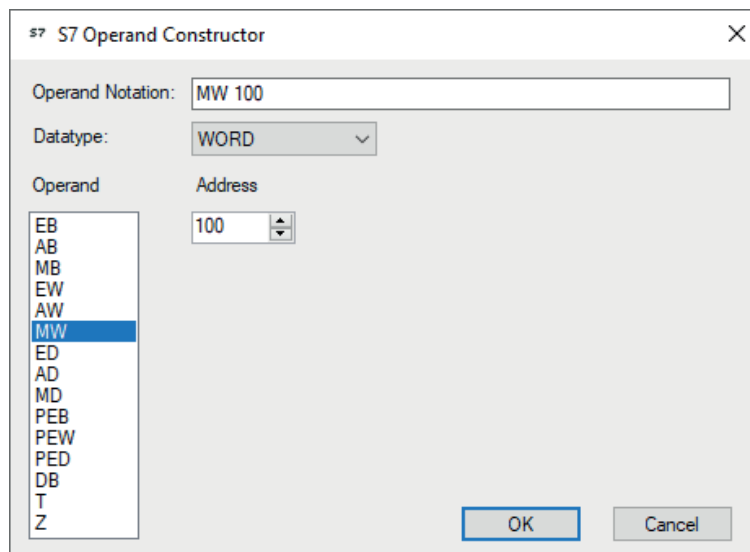 S7 S7 Operand Constructor
Operand Notation: MW 100
Datatype: WORD
Operand Address
100
EB
AB
MB
EW
AW
MW
ED
AD
MD
PEB
PEW
PED
DB
T
Z
OK Cancel